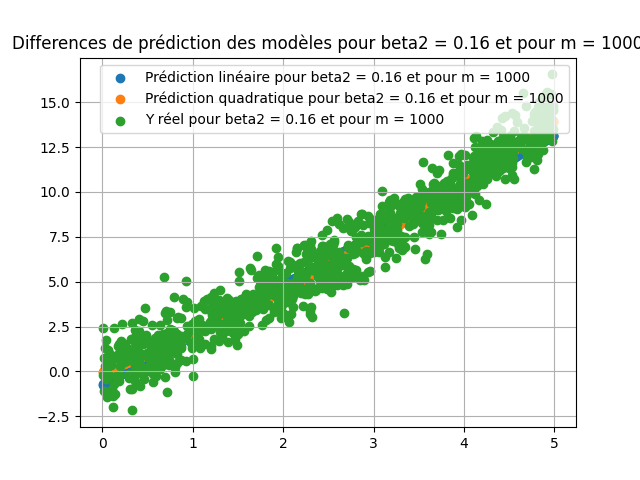 Differences de prédiction des modèles pour beta2 = 0.16 et pour m = 1000
Prédiction linéaire pour beta2 = 0.16 et pour m = 1000
Prédiction quadratique pour beta2 = 0.16 et pour m = 1000
Y réel pour beta2 = 0.16 et pour m = 1000
15.0
12.5
10.0
7.5
5.0
2.5
0.0
−2.5
0 1 2 3 4 5